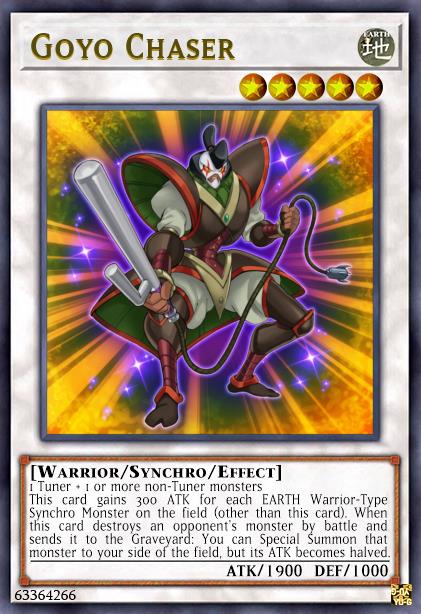 GOYO CHASER
EARTH
地
[WARRIOR/SYNCHRO/EFFECT]
1 Tuner + 1 or more non-Tuner monsters
This card gains 300 ATK for each EARTH Warrior-Type
Synchro Monster on the field (other than this card). When
this card destroys an opponent's monster by battle and
sends it to the Graveyard: You can Special Summon that
monster to your side of the field, but its ATK becomes halved.
ATK/1900 DEF/1000
63364266